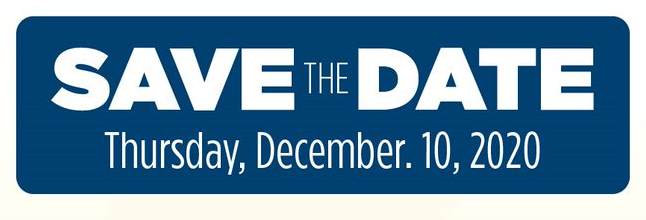 SAVE THE DATE
Thursday, December. 10, 2020